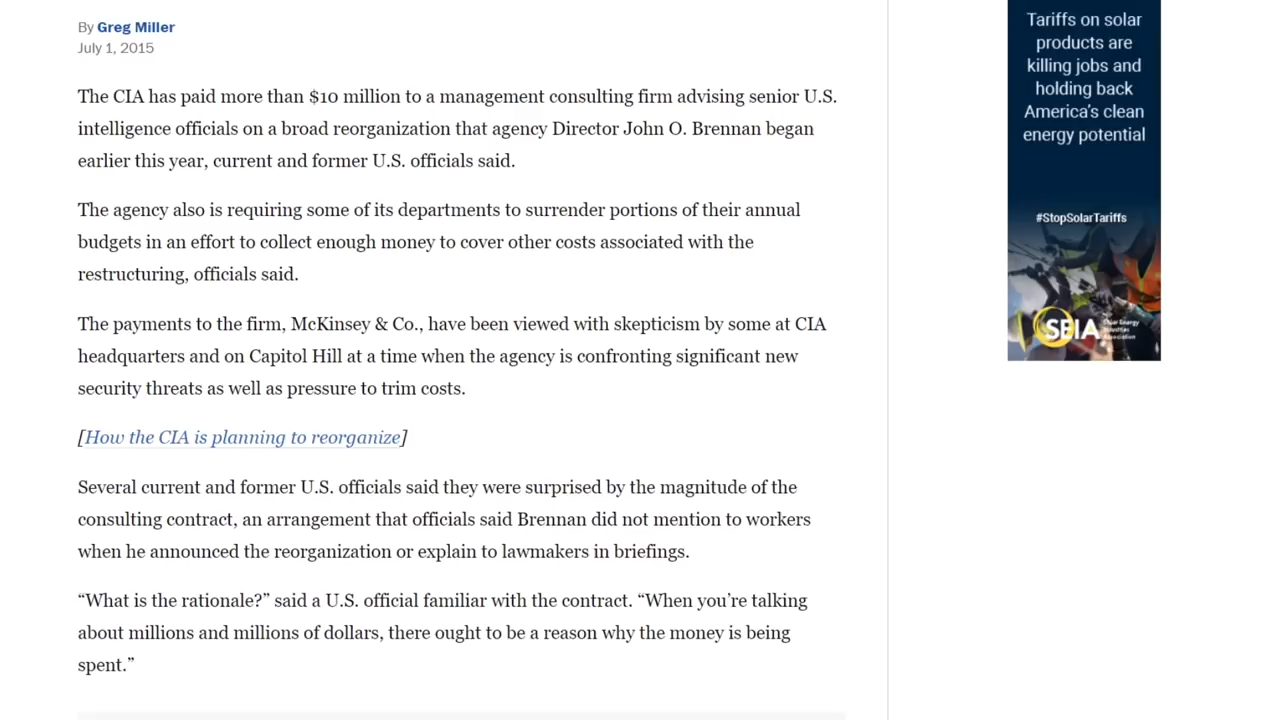 By Greg Miller
July 1, 2015
The CIA has paid more than $10 million to a management consulting firm advising senior U.S.
intelligence officials on a broad reorganization that agency Director John O. Brennan began
earlier this year, current and former U.S. officials said.
The agency also is requiring some of its departments to surrender portions of their annual
budgets in an effort to collect enough money to cover other costs associated with the
restructuring, officials said.
The payments to the firm, McKinsey & Co., have been viewed with skepticism by some at CIA
headquarters and on Capitol Hill at a time when the agency is confronting significant new
security threats as well as pressure to trim costs.
[How the CIA is planning to reorganize]
Several current and former U.S. officials said they were surprised by the magnitude of the
consulting contract, an arrangement that officials said Brennan did not mention to workers
when he announced the reorganization or explain to lawmakers in briefings.
“What is the rationale?” said a U.S. official familiar with the contract. “When you’re talking
about millions and millions of dollars, there ought to be a reason why the money is being
spent.”
Tariffs on solar
products are
killing jobs and
holding back
America's clean
energy potential
#StopSolarTariffs
SEIA
Solar Energy
Industries
Association